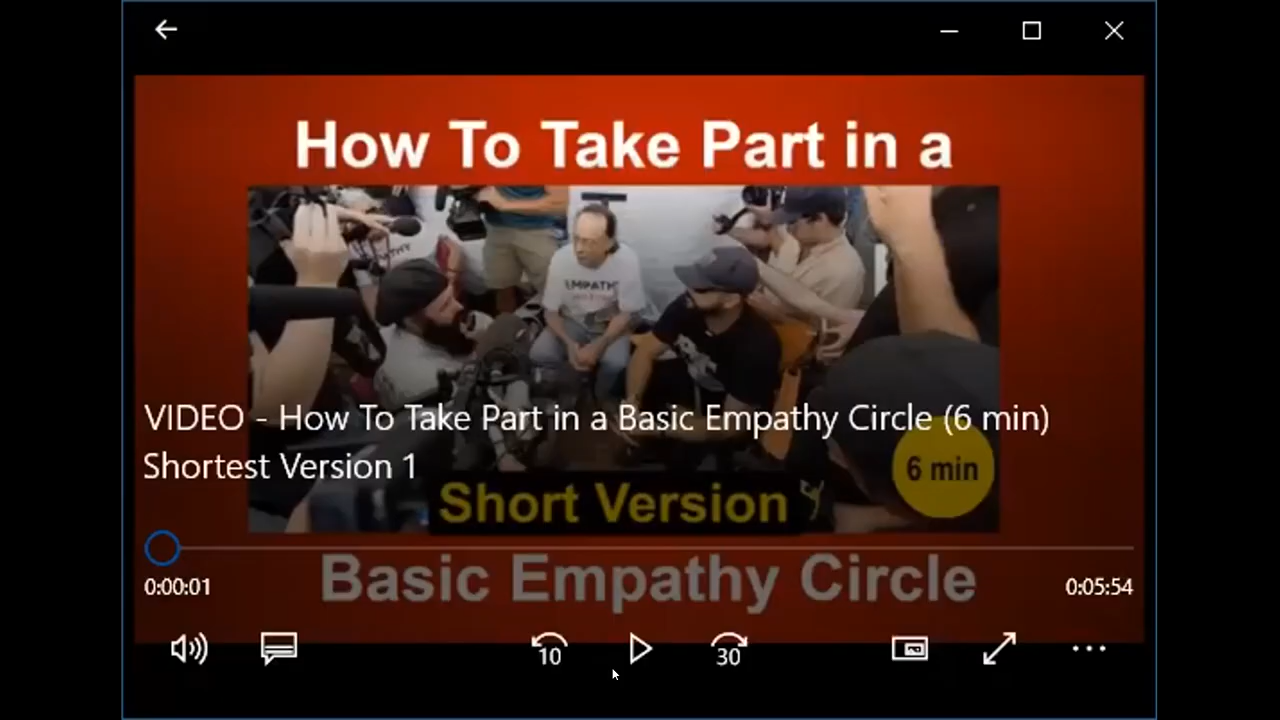 How To Take Part in a
EMPATHY
VIDEO - How To Take Part in a Basic Empathy Circle (6 min)
Shortest Version 1
6 min
Short Version
0:00:01
Basic Empathy Circle
0:05:54
10
30